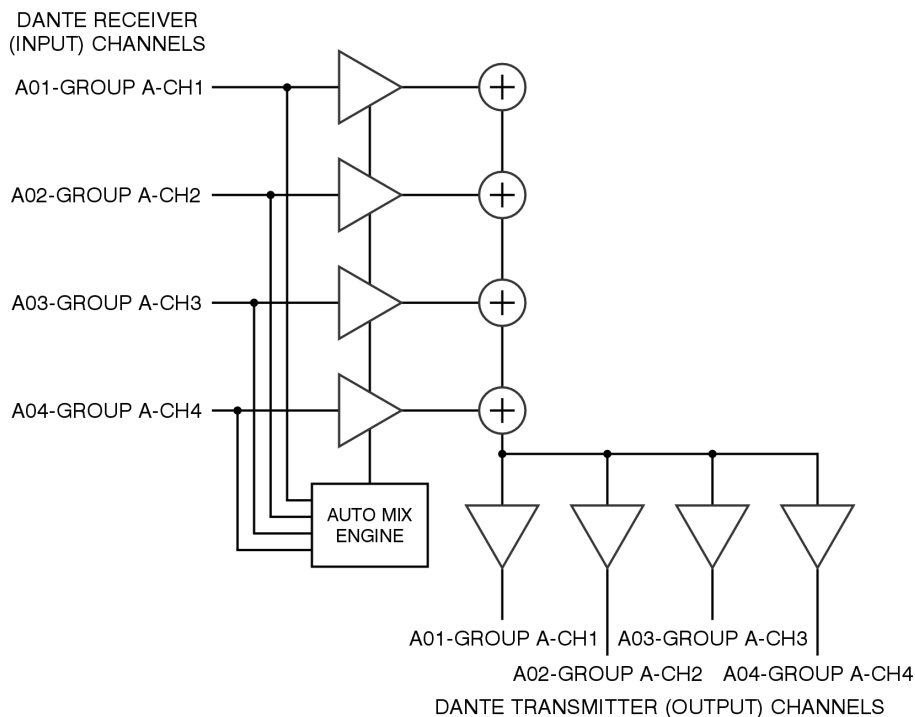 DANTE RECEIVER
(INPUT) CHANNELS
A01-GROUP A-CH1
A02-GROUP A-CH2
A03-GROUP A-CH3
A04-GROUP A-CH4
AUTO MIX
ENGINE
A01-GROUP A-CH1
A03-GROUP A-CH3
A02-GROUP A-CH2
A04-GROUP A-CH4
DANTE TRANSMITTER (OUTPUT) CHANNELS